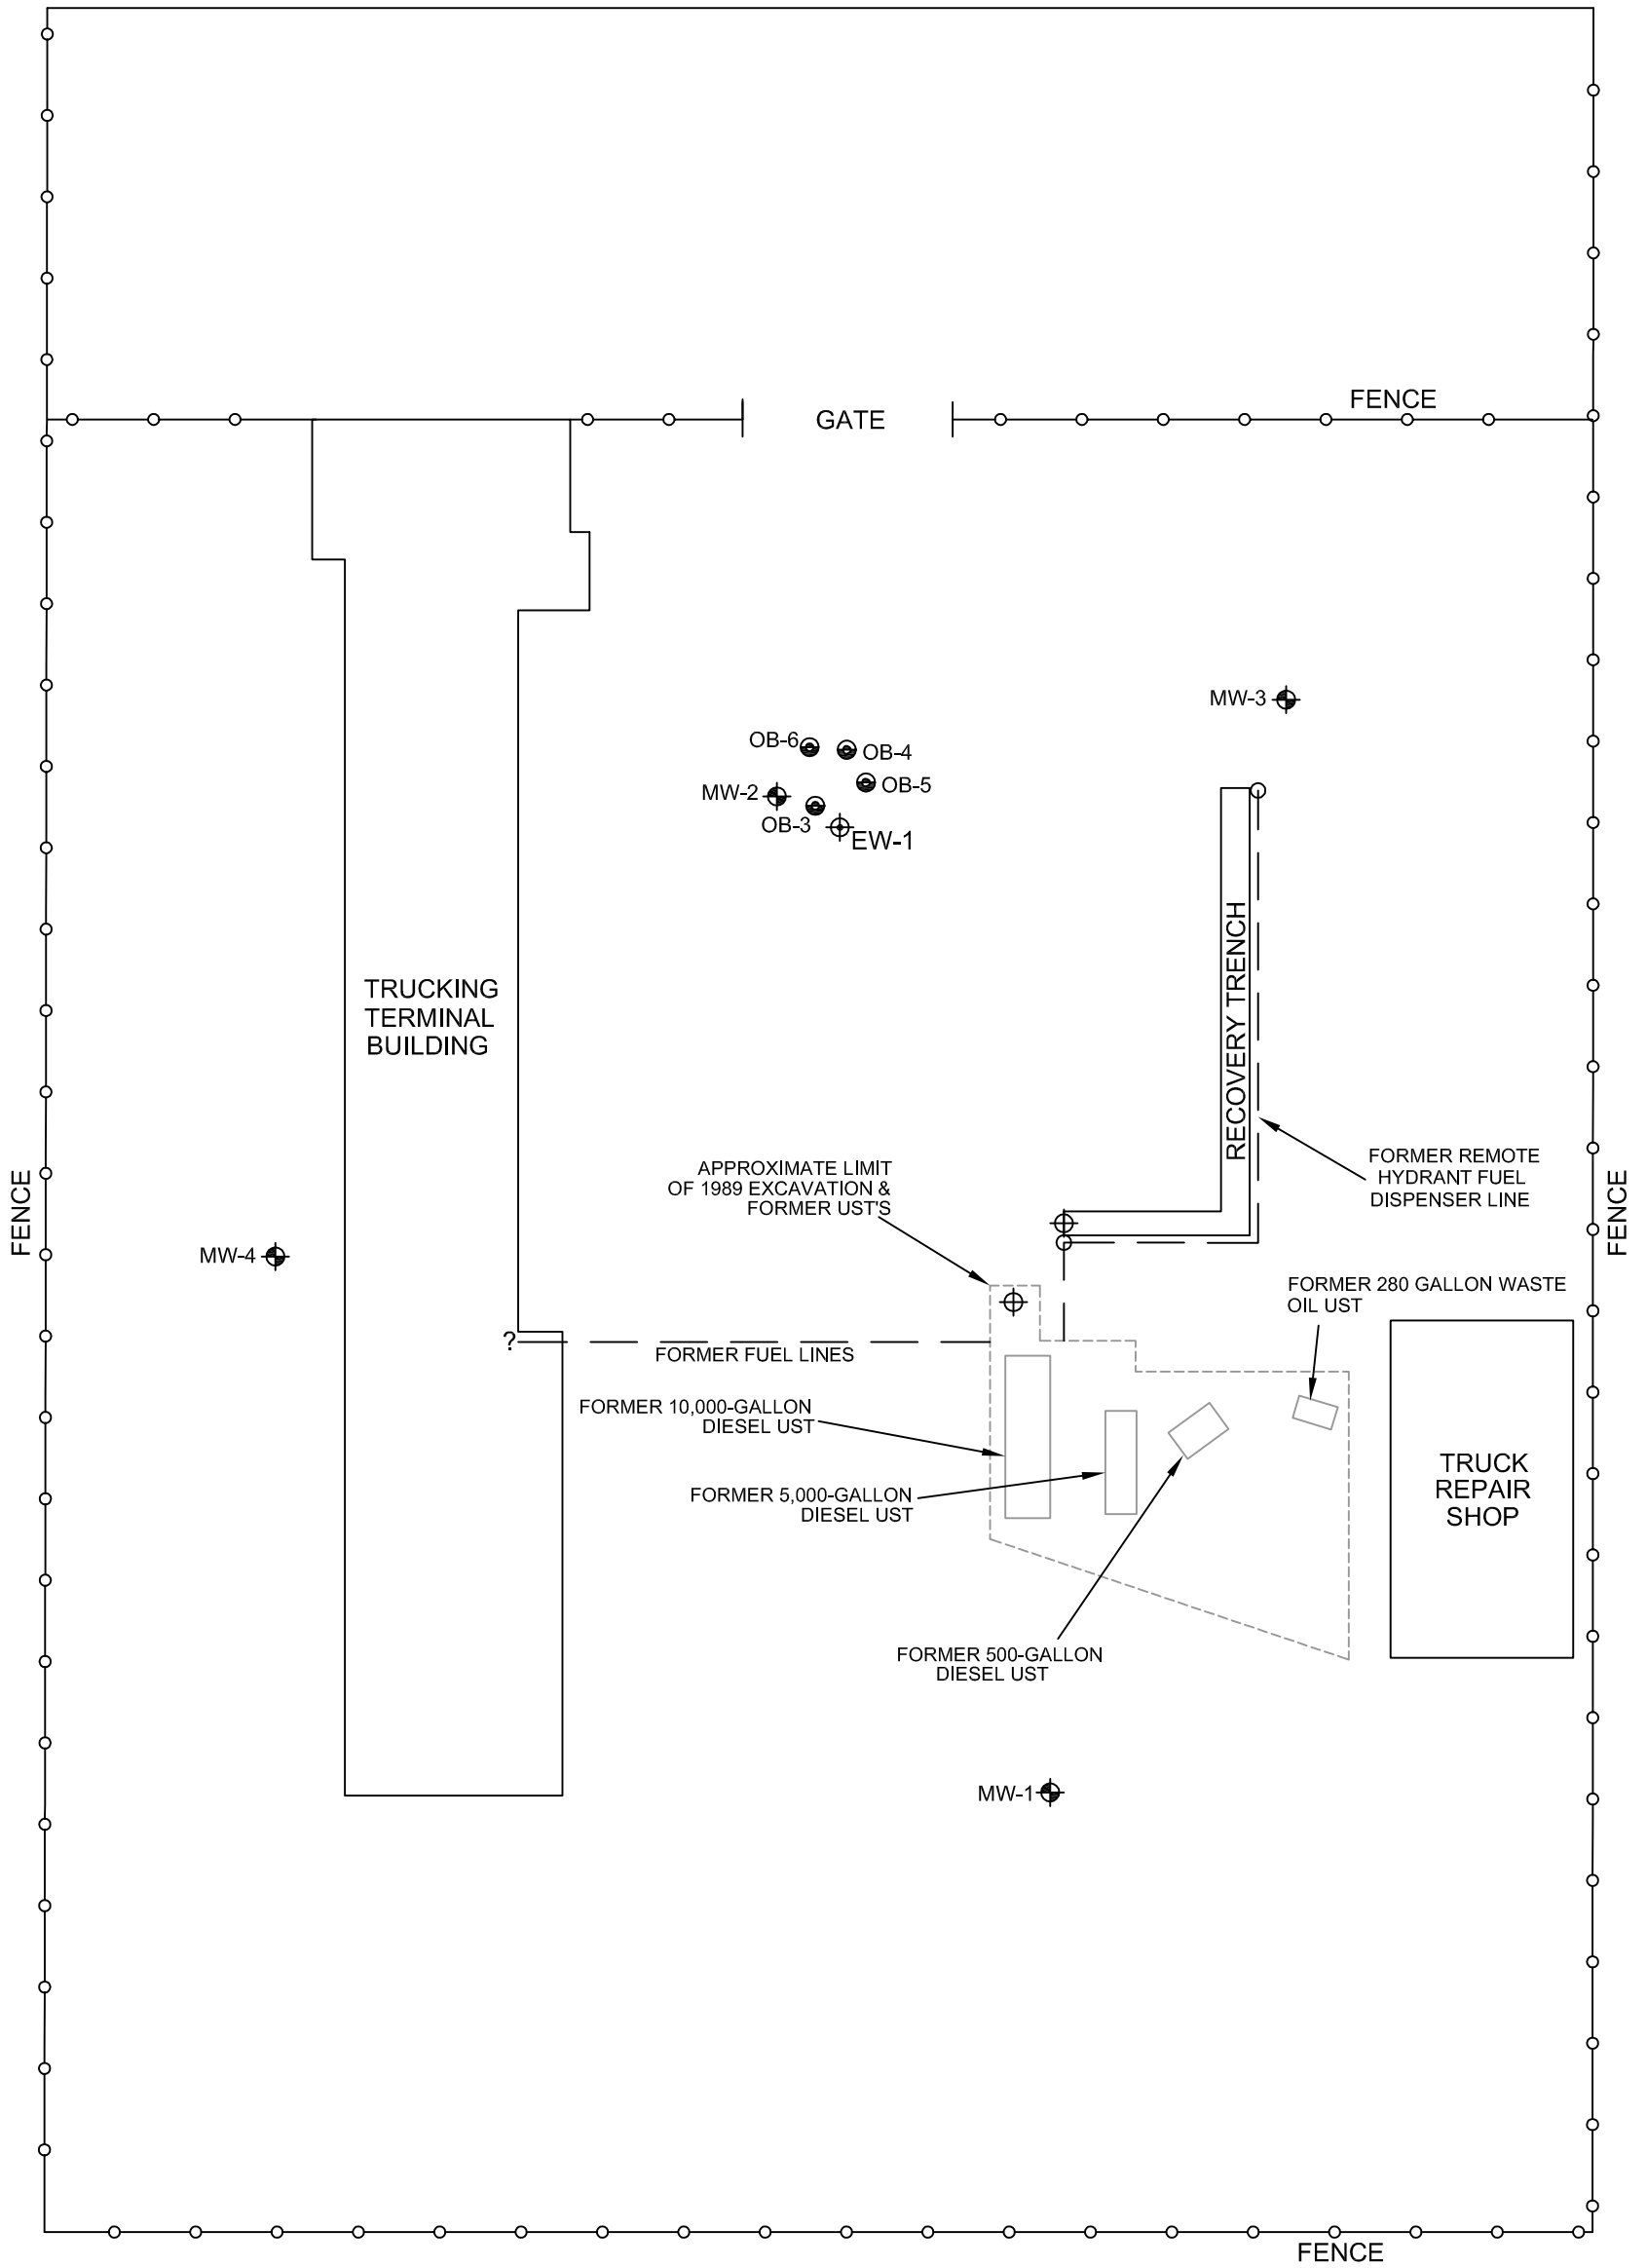 FENCE
GATE
MW-3
OB-6
OB-4
OB-5
MW-2
OB-3
EW-1
RECOVERY TRENCH
TRUCKING
TERMINAL
BUILDING
APPROXIMATE LIMIT
OF 1989 EXCAVATION &
FORMER UST'S
FORMER REMOTE
HYDRANT FUEL
DISPENSER LINE
FENCE
FENCE
MW-4
FORMER 280 GALLON WASTE
OIL UST
?
FORMER FUEL LINES
FORMER 10,000-GALLON
DIESEL UST
FORMER 5,000-GALLON
DIESEL UST
TRUCK
REPAIR
SHOP
FORMER 500-GALLON
DIESEL UST
MW-1
FENCE